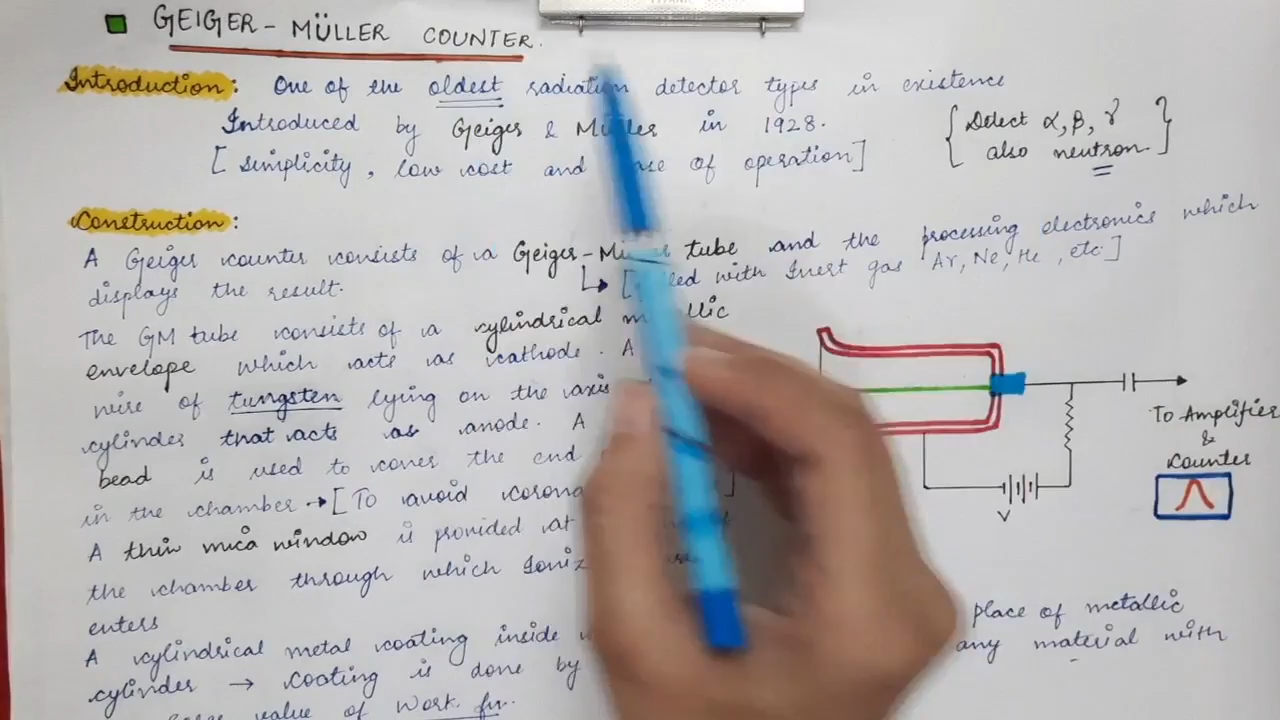 GEIGER-MÜLLER COUNTER.
Introduction: One of the oldest radiation detector types in existence
Introduced by Geiger & Müller in 1928.
[Simplicity, low cost and ease of operation]
{Detect α, β, γ
also neutron}
Construction:
A Geiger counter consists of a Geiger-Müller tube and the processing electronics which
displays the result.
[filled with Inert gas Ar, Ne, He, etc]
The GM tube consists of a cylindrical metallic
envelope which acts as cathode. A
wire of tungsten lying on the axis
cylinder that acts as anode. A
bead is used to cover the end
in the chamber → [To avoid corona
A thin mica window is provided at
the chamber through which Ioniz
enters
A cylindrical metal coating inside
cylinder → coating is done by
large value of work fn.
place of metallic
any material with
To Amplifier
&
Counter
V